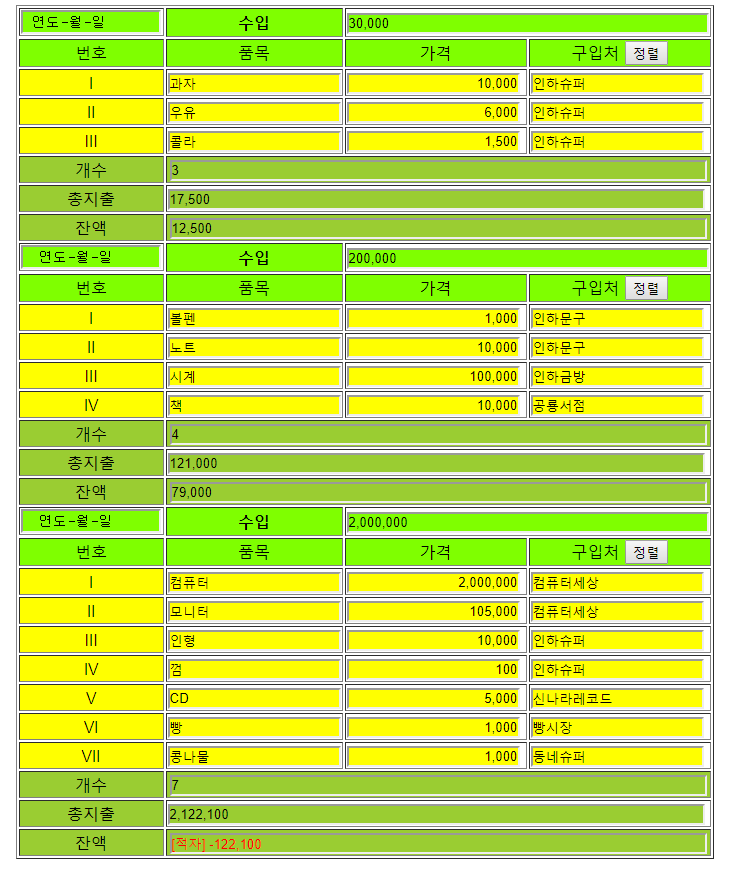 연도-월-일 수입 30,000
번호 품목 가격 구입처 정렬
I 과자 10,000 인하슈퍼
II 우유 6,000 인하슈퍼
III 콜라 1,500 인하슈퍼
개수 3
총지출 17,500
잔액 12,500
연도-월-일 수입 200,000
번호 품목 가격 구입처 정렬
I 볼펜 1,000 인하문구
II 노트 10,000 인하문구
III 시계 100,000 인하금방
IV 책 10,000 공룡서점
개수 4
총지출 121,000
잔액 79,000
연도-월-일 수입 2,000,000
번호 품목 가격 구입처 정렬
I 컴퓨터 2,000,000 컴퓨터세상
II 모니터 105,000 컴퓨터세상
III 인형 10,000 인하슈퍼
IV 껌 100 인하슈퍼
V CD 5,000 신나라레코드
VI 빵 1,000 빵시장
VII 콩나물 1,000 동네슈퍼
개수 7
총지출 2,122,100
잔액 [적자] -122,100